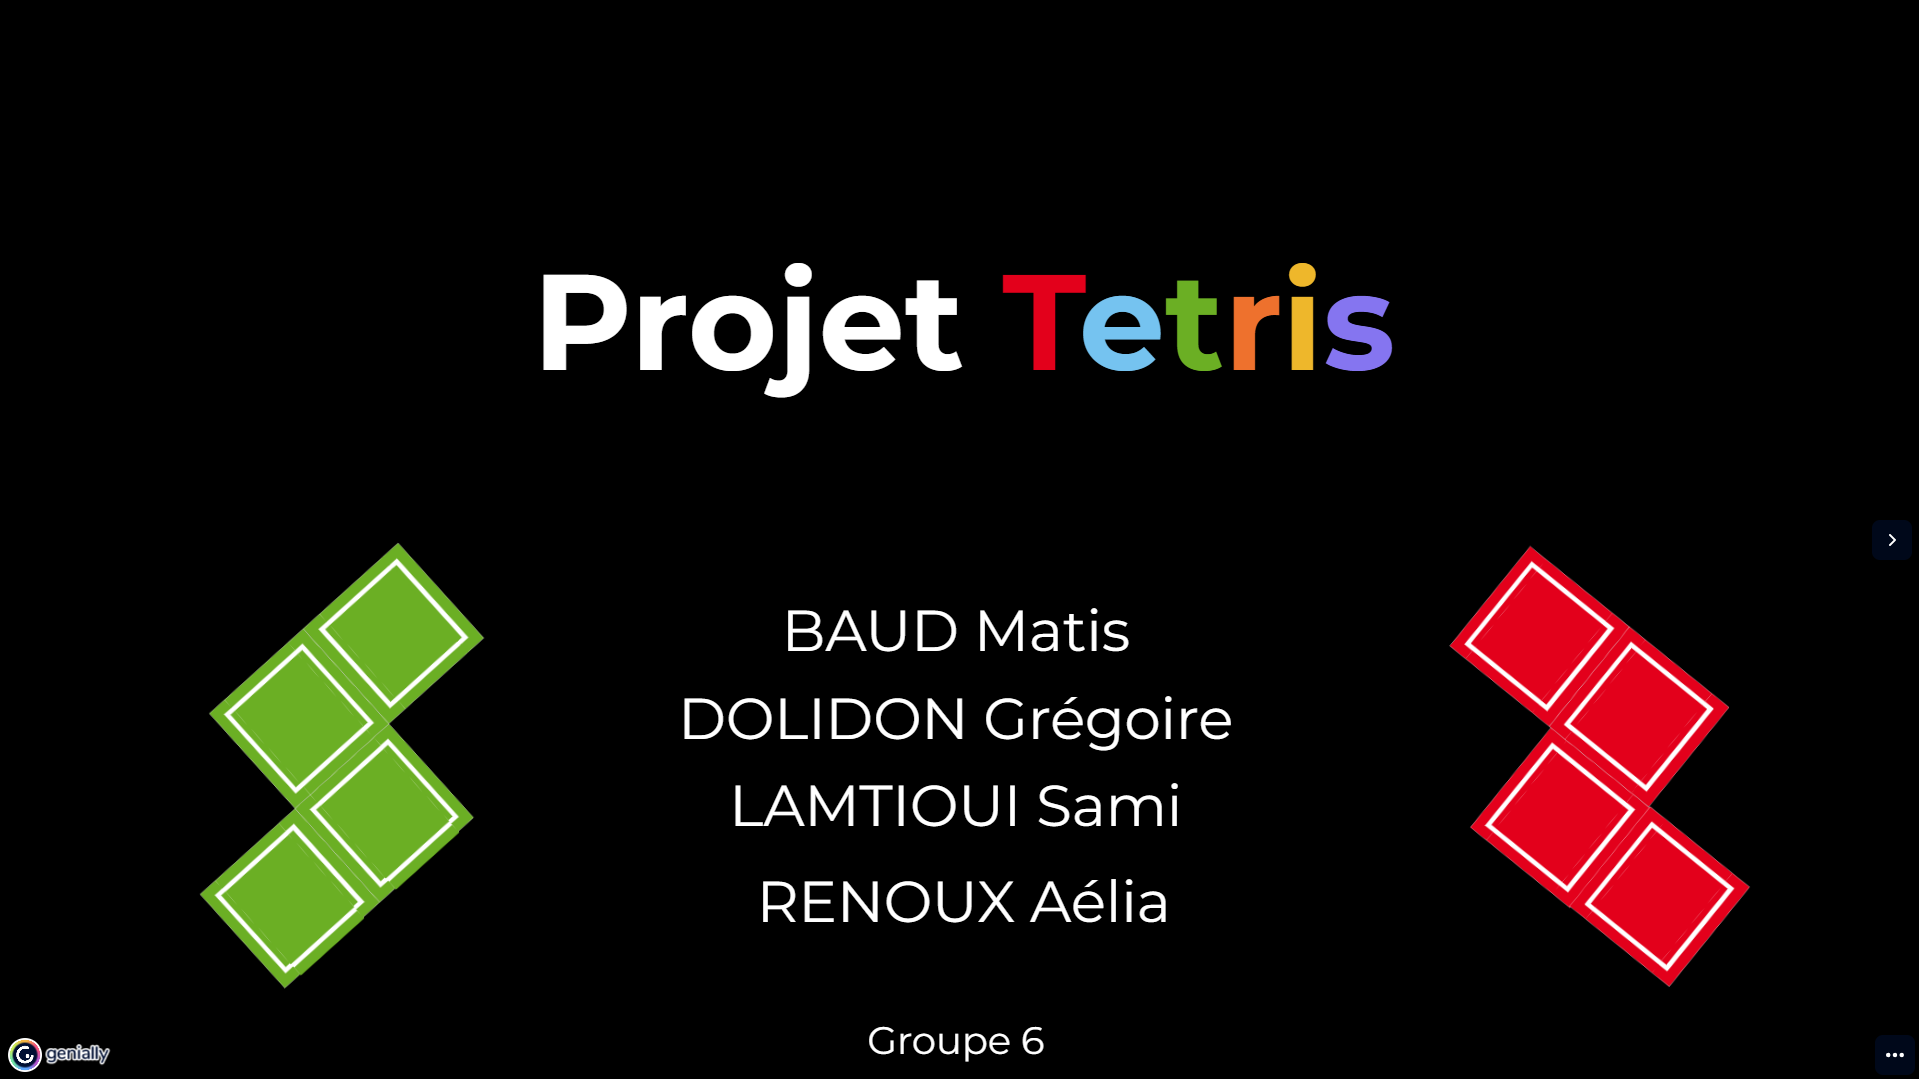 Projet Tetris
BAUD Matis
DOLIDON Grégoire
LAMTIOUI Sami
RENOUX Aélia
Groupe 6
genially